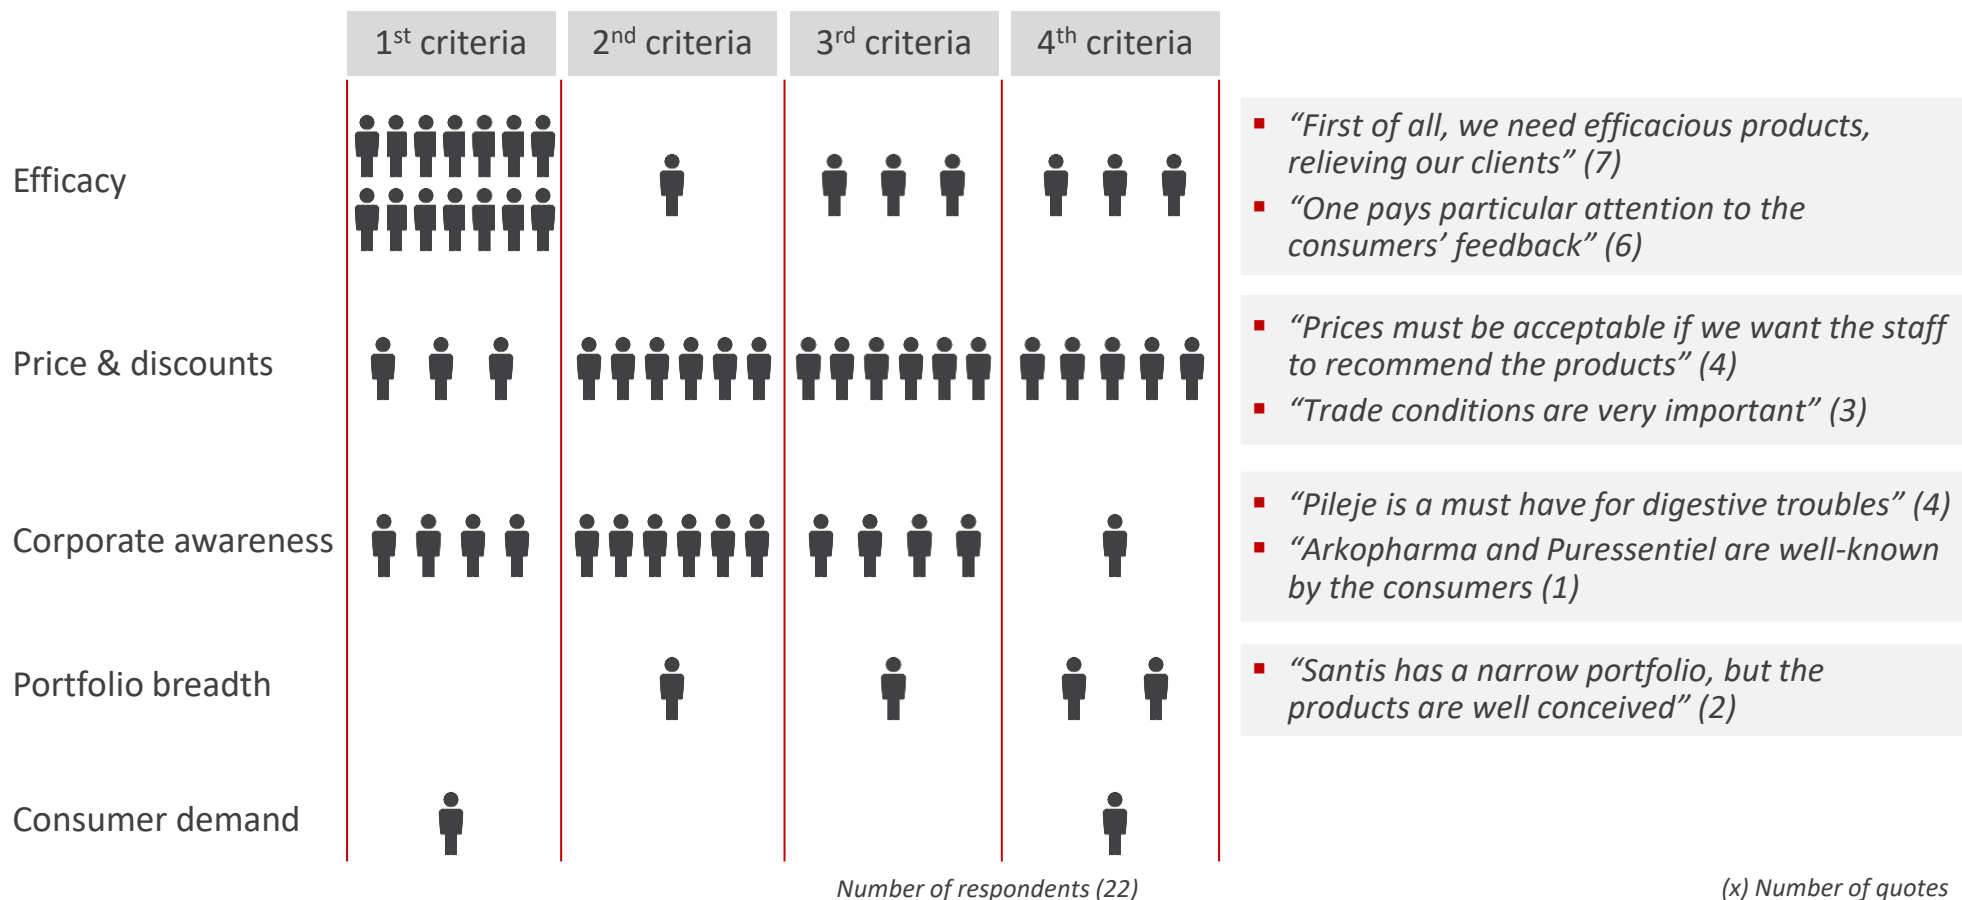 1st criteria
2nd criteria
3rd criteria
4th criteria
Efficacy
▪ “First of all, we need efficacious products,
relieving our clients” (7)
▪ “One pays particular attention to the
consumers’ feedback” (6)
Price & discounts
▪ “Prices must be acceptable if we want the staff
to recommend the products” (4)
▪ “Trade conditions are very important” (3)
Corporate awareness
▪ “Pileje is a must have for digestive troubles” (4)
▪ “Arkopharma and Puressentiel are well-known
by the consumers (1)
Portfolio breadth
▪ “Santis has a narrow portfolio, but the
products are well conceived” (2)
Consumer demand
Number of respondents (22)
(x) Number of quotes